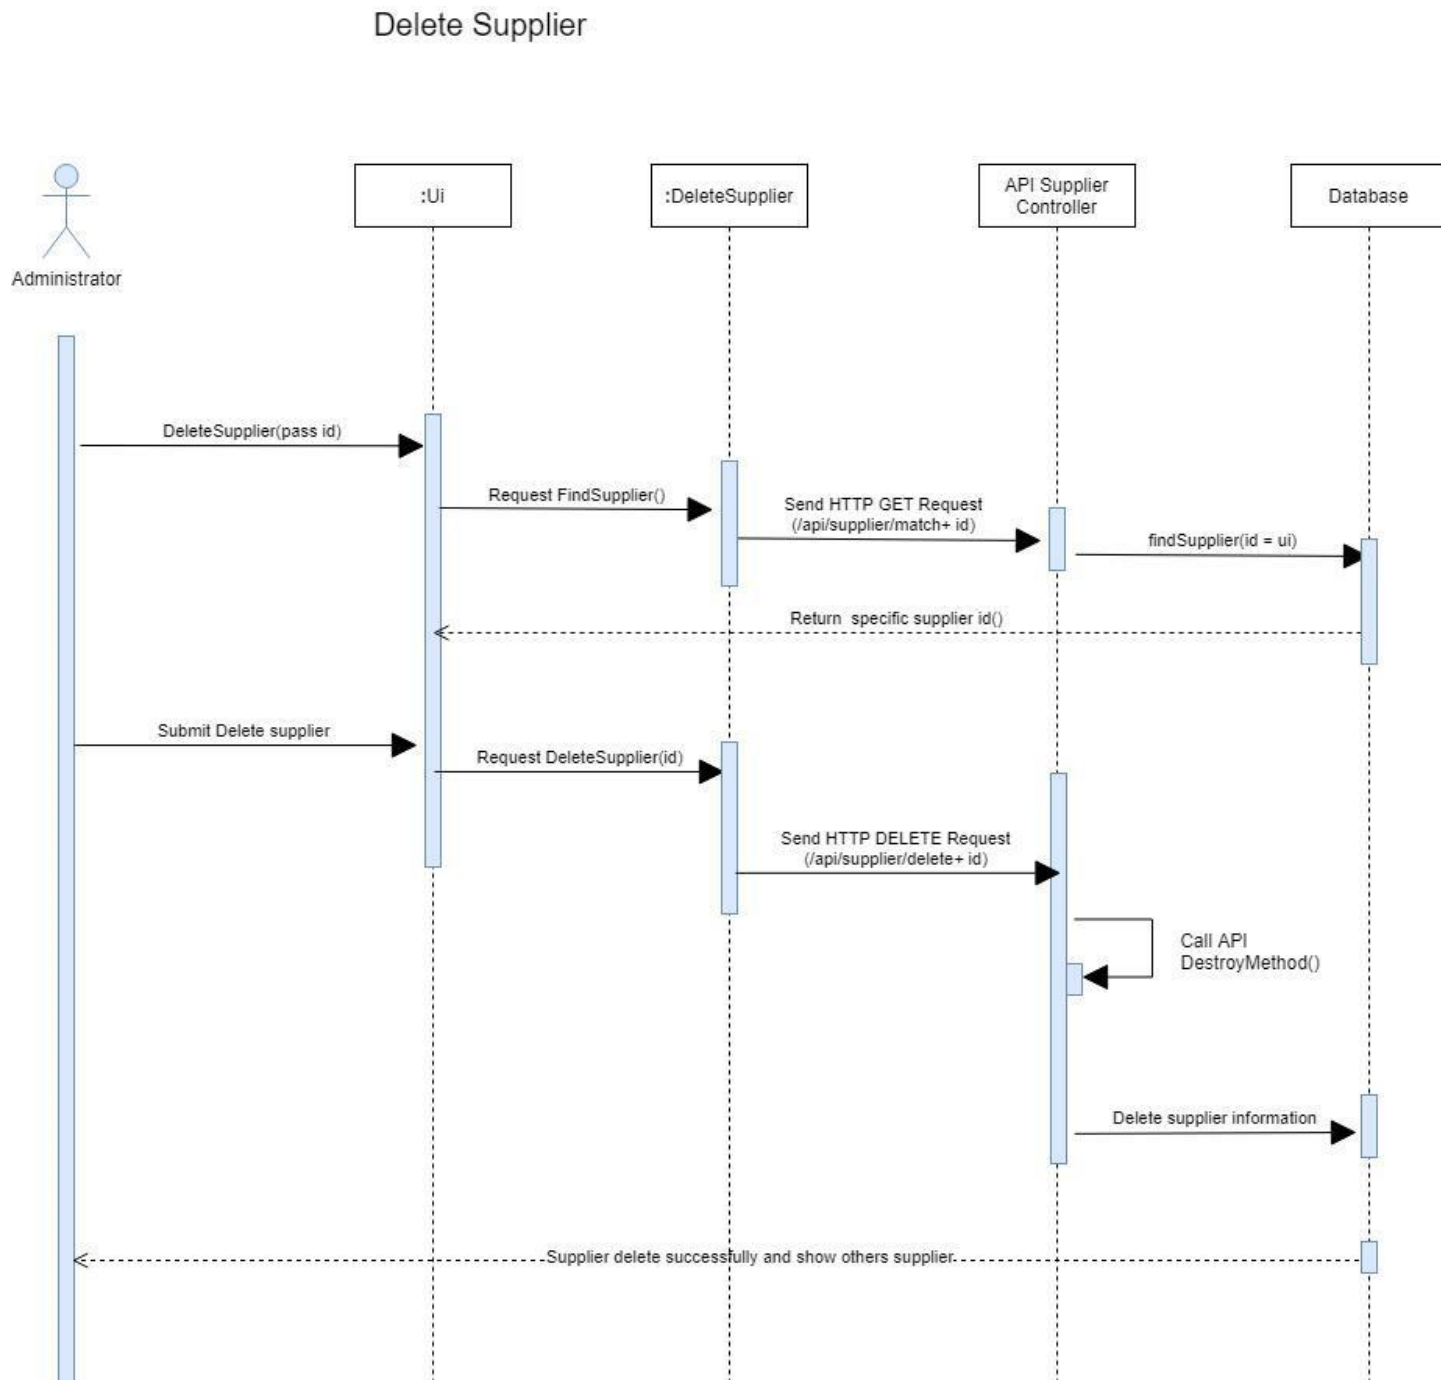 Delete Supplier
:Ui
:DeleteSupplier
API Supplier
Controller
Database
Administrator
DeleteSupplier(pass id)
Request FindSupplier()
Send HTTP GET Request
(/api/supplier/match+ id)
findSupplier(id = ui)
Return specific supplier id()
Submit Delete supplier
Request DeleteSupplier(id)
Send HTTP DELETE Request
(/api/supplier/delete+ id)
Call API
DestroyMethod()
Delete supplier information
Supplier delete successfully and show others supplier